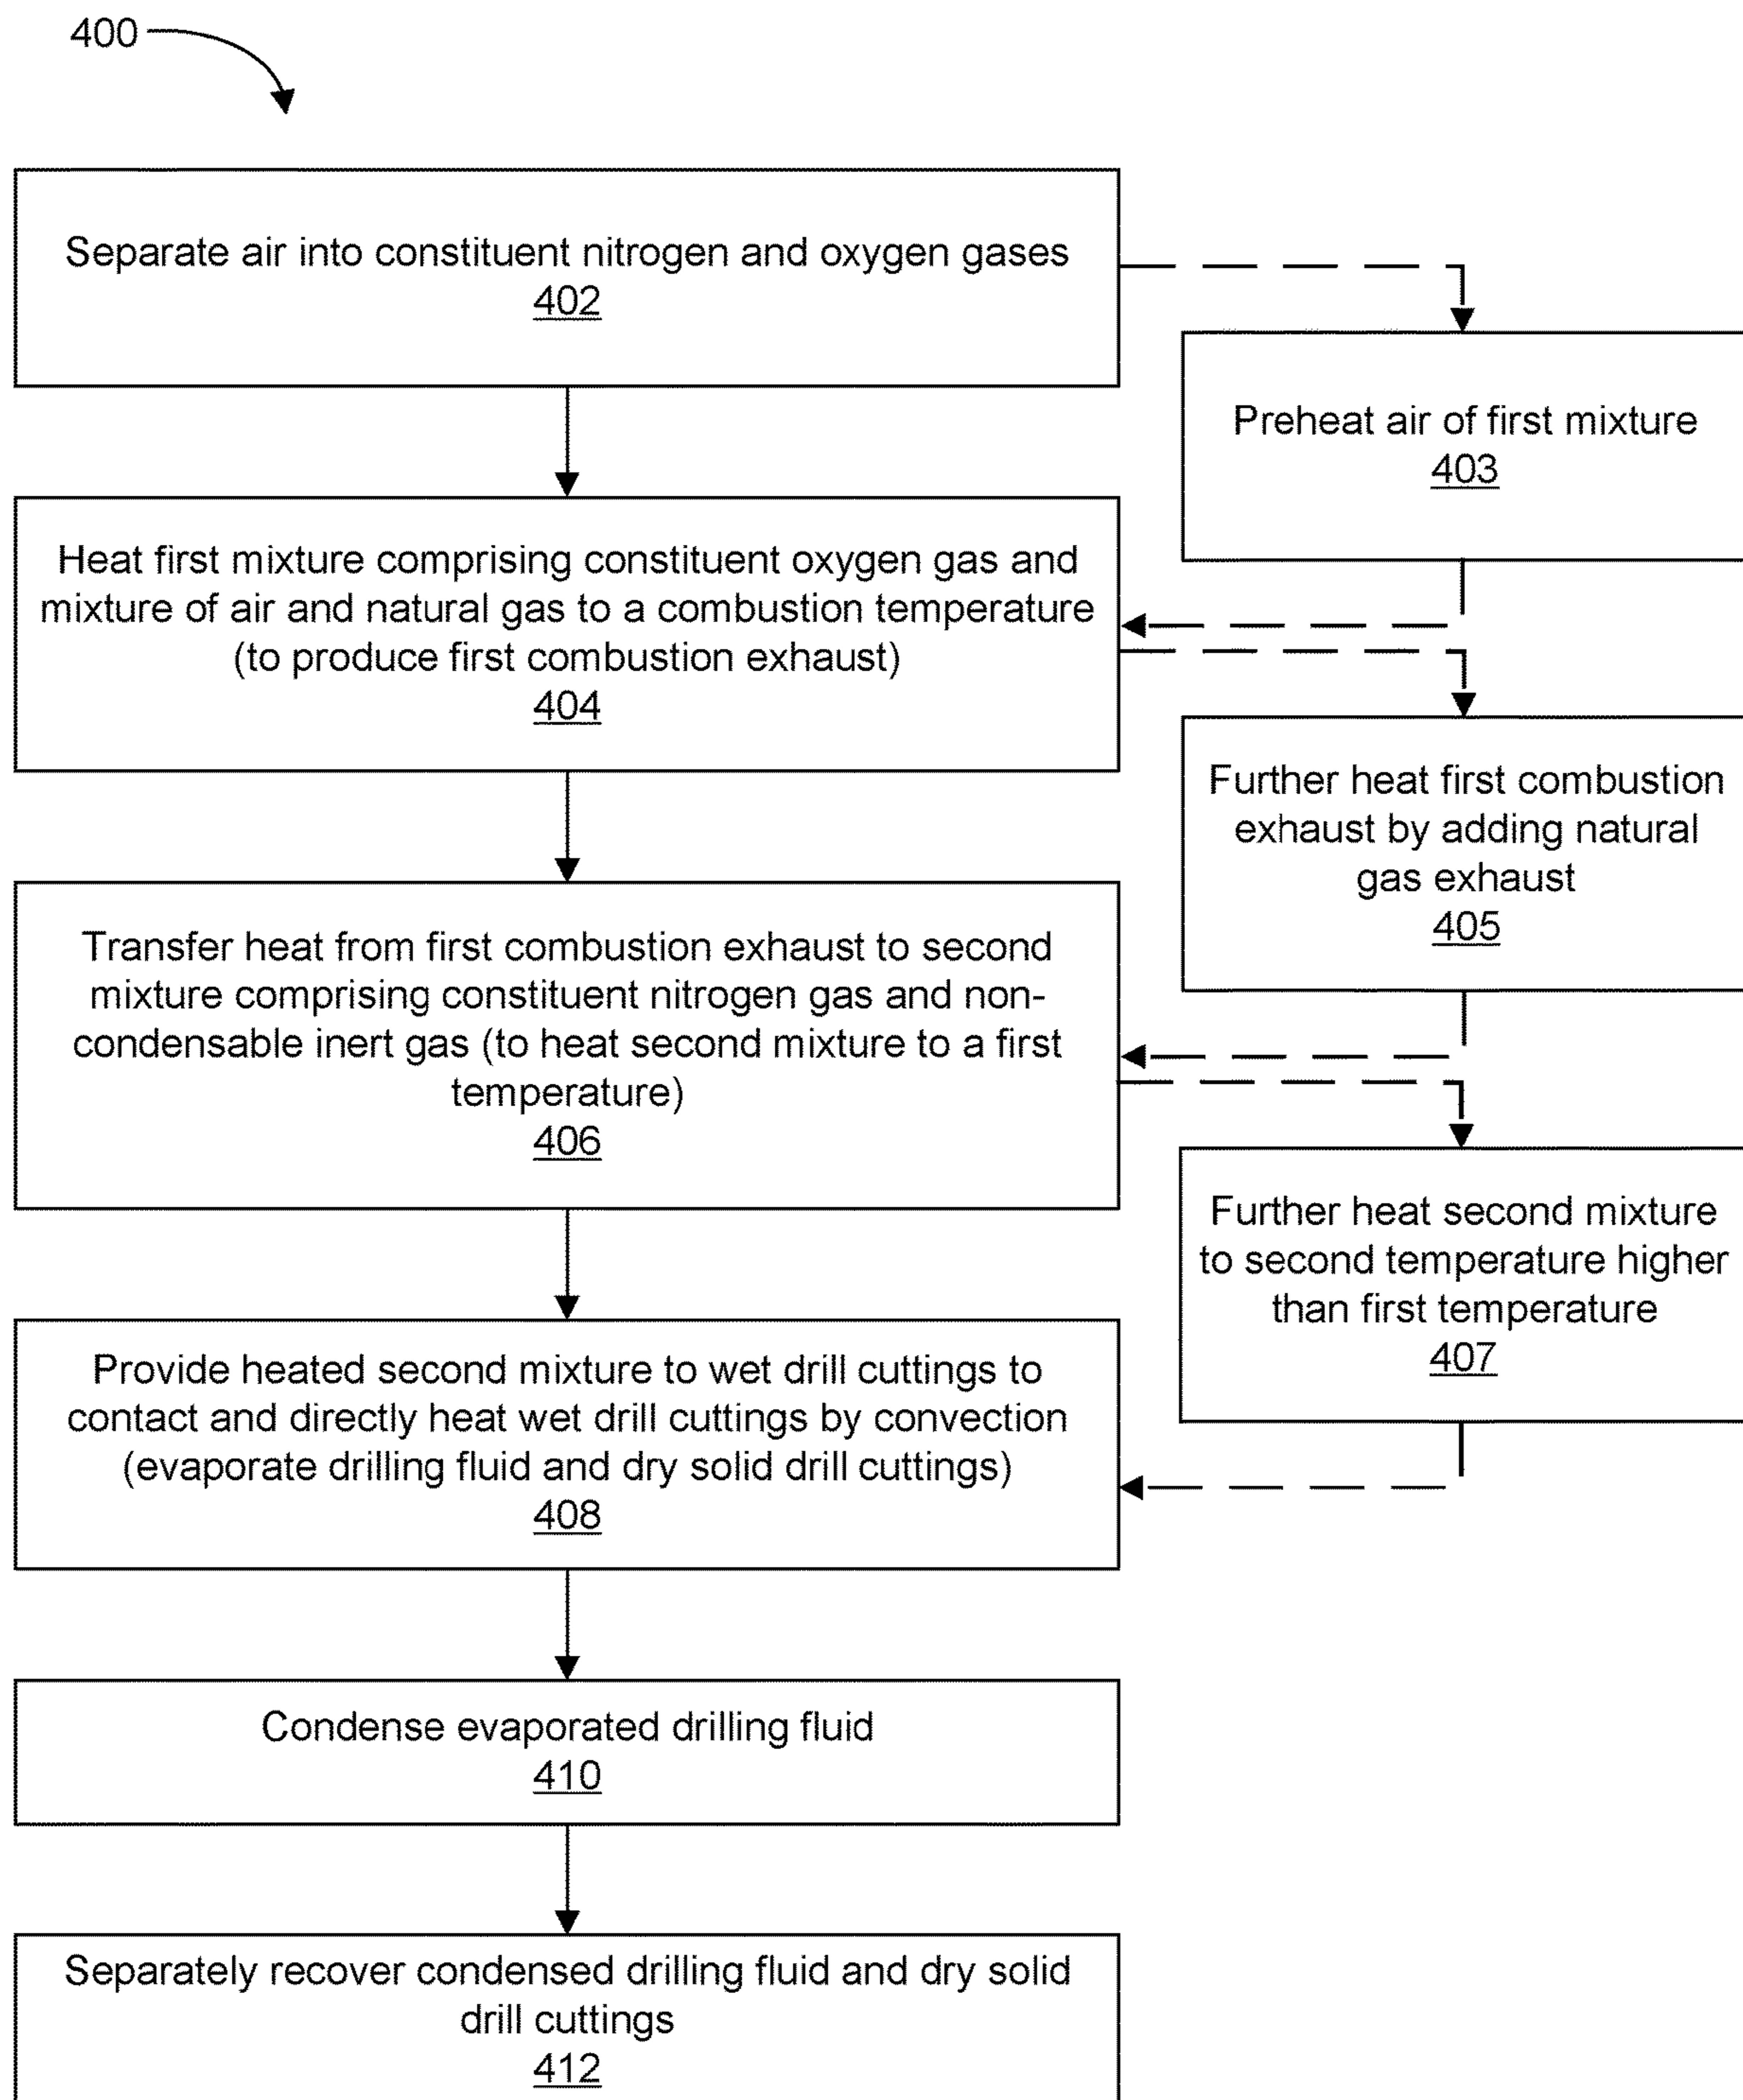 400
Separate air into constituent nitrogen and oxygen gases
402
Preheat air of first mixture
403
Heat first mixture comprising constituent oxygen gas and
mixture of air and natural gas to a combustion temperature
(to produce first combustion exhaust)
404
Further heat first combustion
exhaust by adding natural
gas exhaust
405
Transfer heat from first combustion exhaust to second
mixture comprising constituent nitrogen gas and non-
condensable inert gas (to heat second mixture to a first
temperature)
406
Further heat second mixture
to second temperature higher
than first temperature
407
Provide heated second mixture to wet drill cuttings to
contact and directly heat wet drill cuttings by convection
(evaporate drilling fluid and dry solid drill cuttings)
408
Condense evaporated drilling fluid
410
Separately recover condensed drilling fluid and dry solid
drill cuttings
412